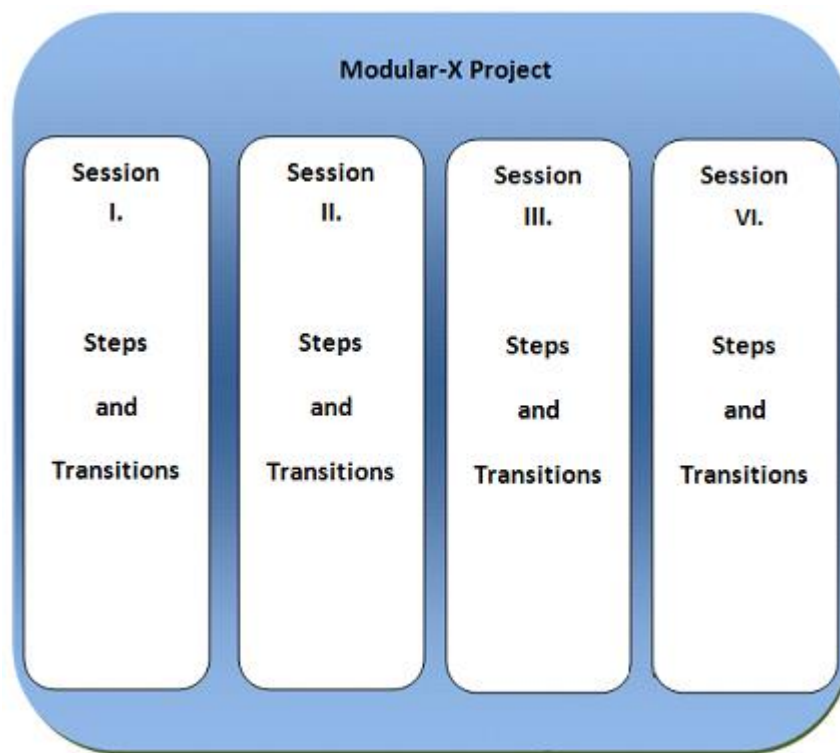 Modular-X Project
Session
I.
Steps
and
Transitions
Session
II.
Steps
and
Transitions
Session
III.
Steps
and
Transitions
Session
VI.
Steps
and
Transitions